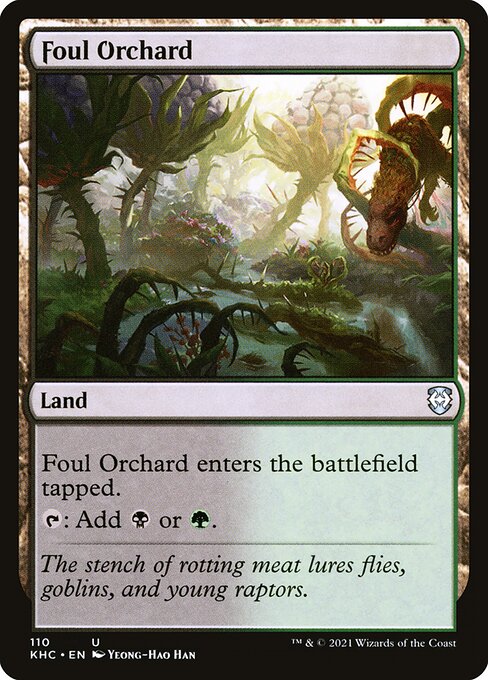 Foul Orchard
Land
Foul Orchard enters the battlefield
tapped.
: Add or .
The stench of rotting meat lures flies,
goblins, and young raptors.
110 U
KHC • EN Yeong-Hao Han
™ & © 2021 Wizards of the Coast